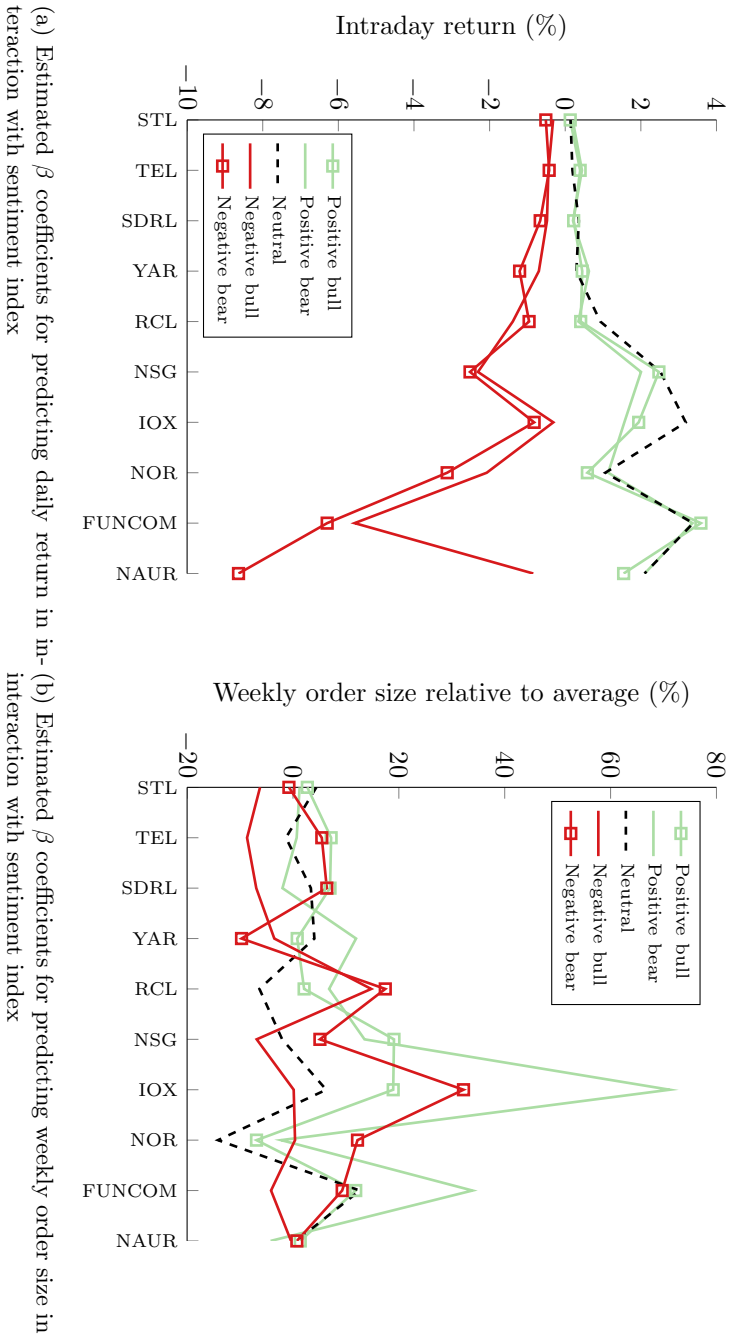 Intraday return (%)
−10
−8
−6
−4
−2
0
2
4
STL
TEL
SDRL
YAR
RCL
NSG
IOX
NOR
FUNCOM
NAUR
Positive bull
Positive bear
Neutral
Negative bull
Negative bear
(a) Estimated β coefficients for predicting daily return in in-
teraction with sentiment index
Weekly order size relative to average (%)
−20
00
20
40
60
80
STL
TEL
SDRL
YAR
RCL
NSG
IOX
NOR
FUNCOM
NAUR
Positive bull
Positive bear
Neutral
Negative bull
Negative bear
(b) Estimated β coefficients for predicting weekly order size in
interaction with sentiment index